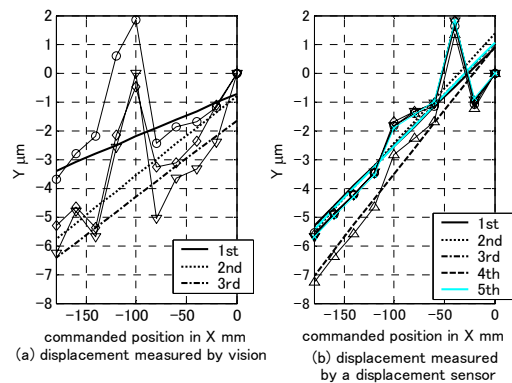 2
1
0
-1
-2
-3
-4
-5
-6
-7
-8
Y μm
-150 -100 -50 0
1st
2nd
3rd
commanded position in X mm
(a) displacement measured by vision
2
1
0
-1
-2
-3
-4
-5
-6
-7
-8
Y μm
-150 -100 -50 0
1st
2nd
3rd
4th
5th
commanded position in X mm
(b) displacement measured
by a displacement sensor